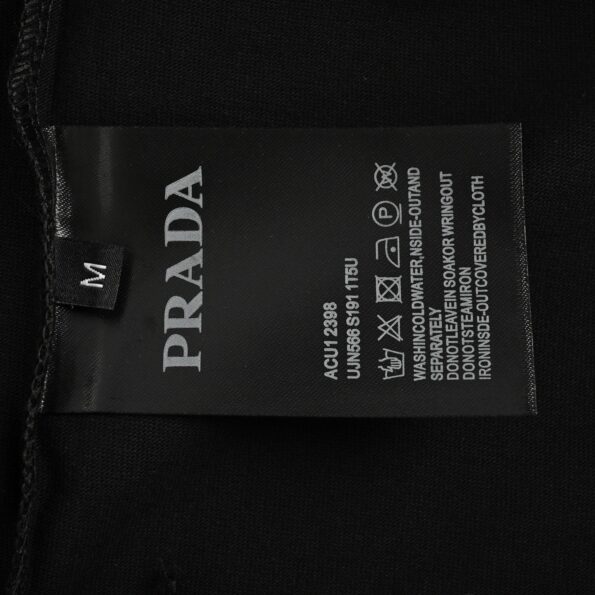 M
PRADA
ACU1 2398
UJN566 S191 1T5U
WASHINCOLDWATER,NSIDE-OUTAND
SEPARATELY
DONOTLEAVEIN SOAKOR WRINGOUT
DONOTSTEAMIRON
IRONINSDE-OUTCOVEREDBYCLOTH